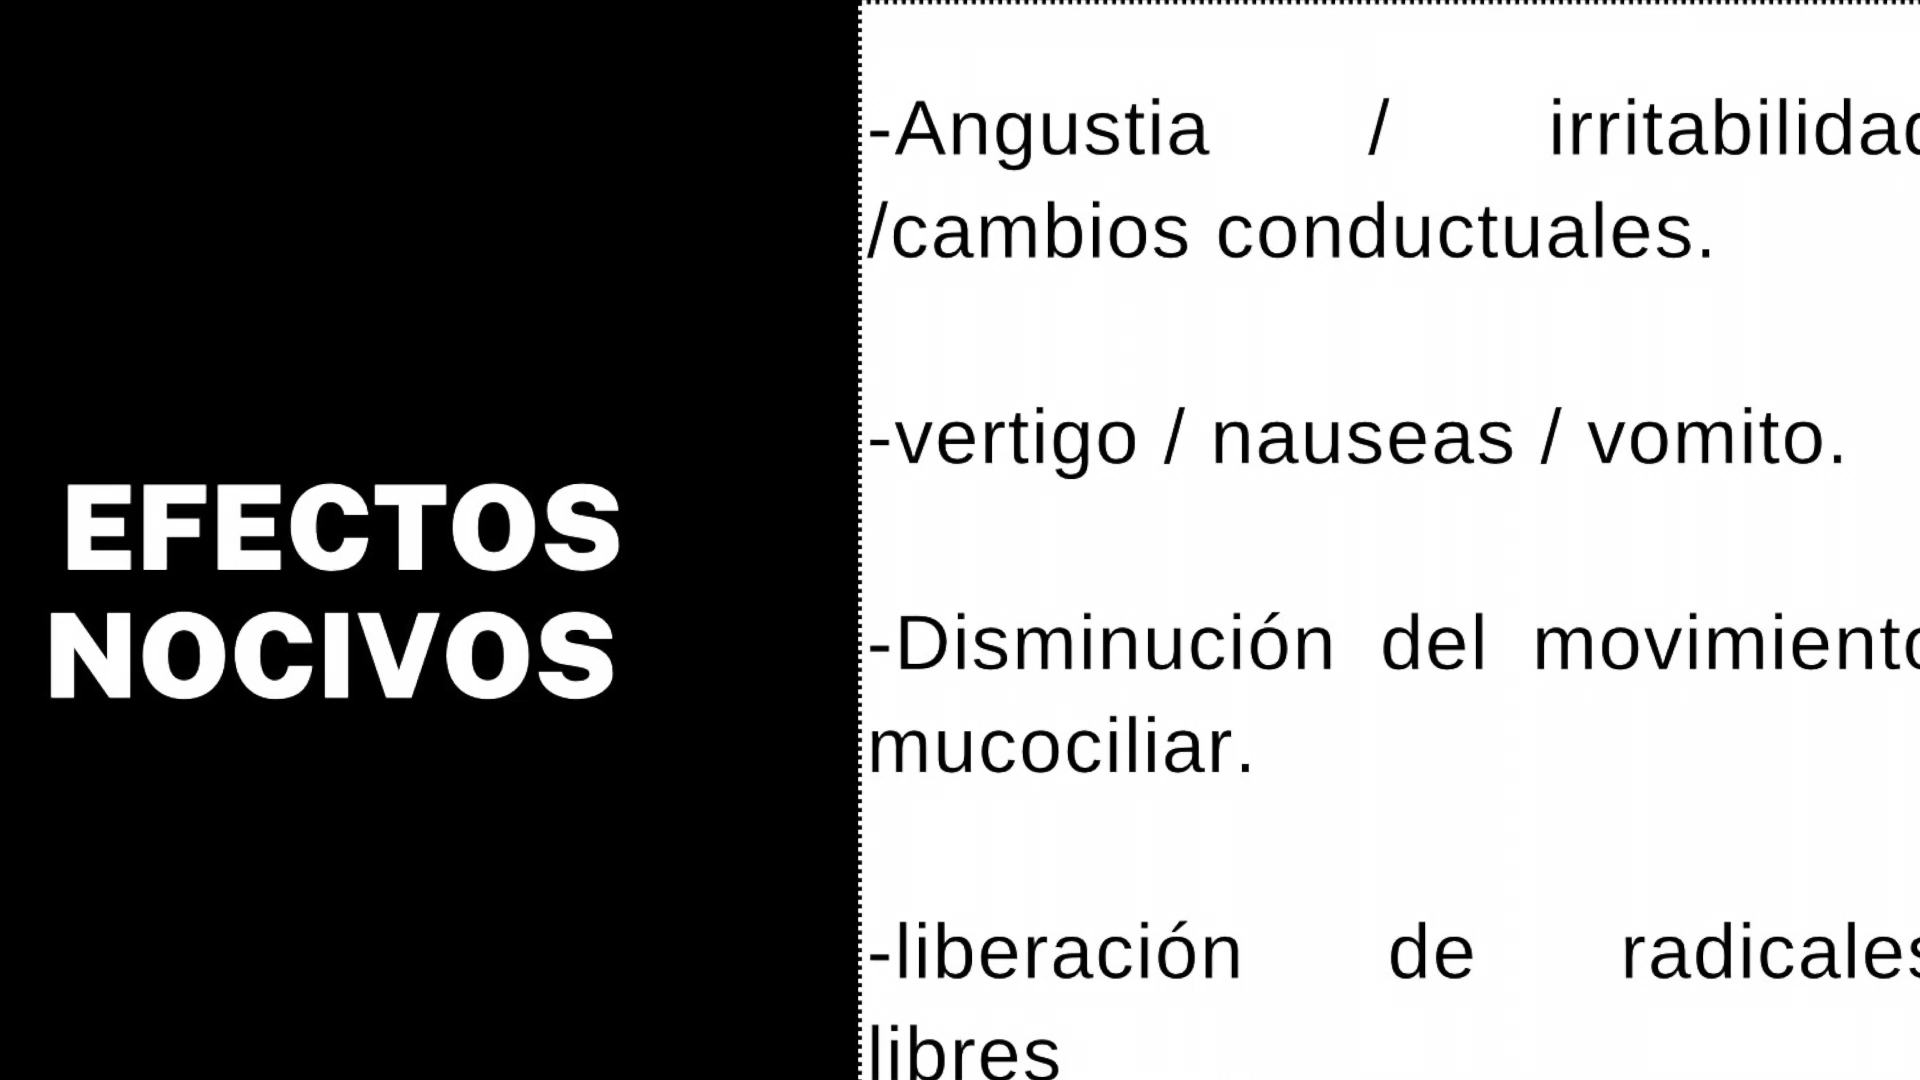 EFECTOS
NOCIVOS
-Angustia / irritabilidad
/cambios conductuales.
-vertigo / nauseas / vomito.
-Disminución del movimiento
mucociliar.
-liberación de radicales
libres